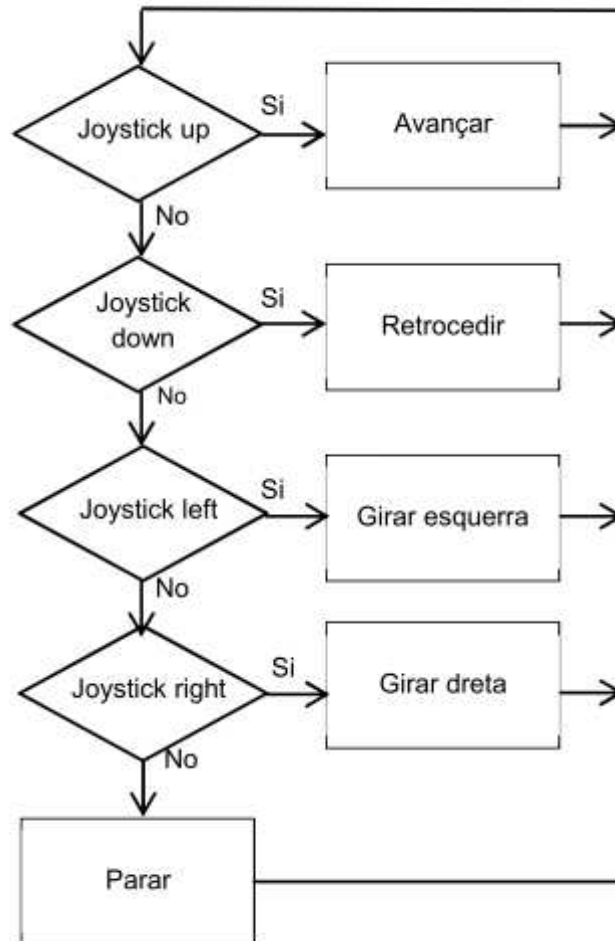 Joystick up
Si
Avançar
No
Joystick
down
Si
Retrocedir
No
Joystick left
Si
Girar esquerra
No
Joystick right
Si
Girar dreta
No
Parar